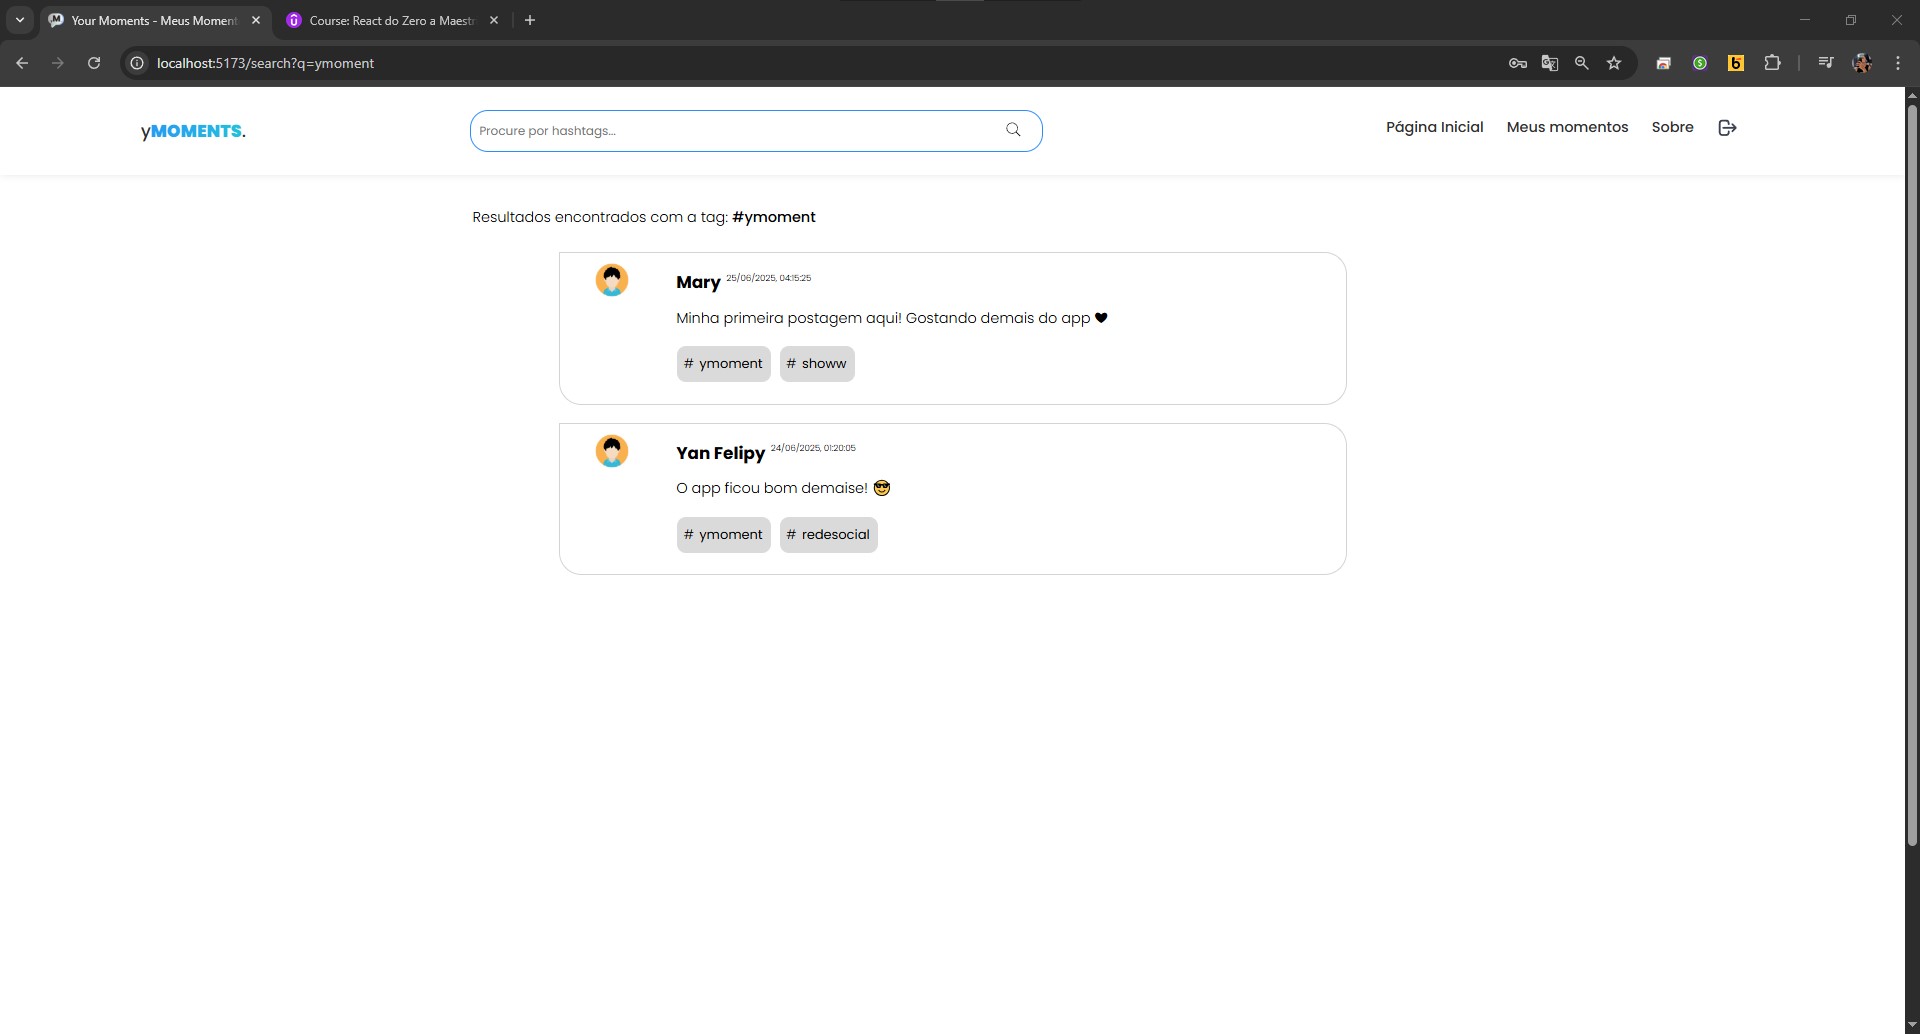 Your Moments - Meus Moment
Course: React do Zero a Maestr
localhost:5173/search?q=ymoment
yMOMENTS.
Procure por hashtags...
Página Inicial
Meus momentos
Sobre
Resultados encontrados com a tag: #ymoment
Mary 25/06/2025, 04:15:25
Minha primeira postagem aqui! Gostando demais do app 🖤
# ymoment # showw
Yan Felipy 24/06/2025, 01:20:05
O app ficou bom demaise! 😎
# ymoment # redesocial